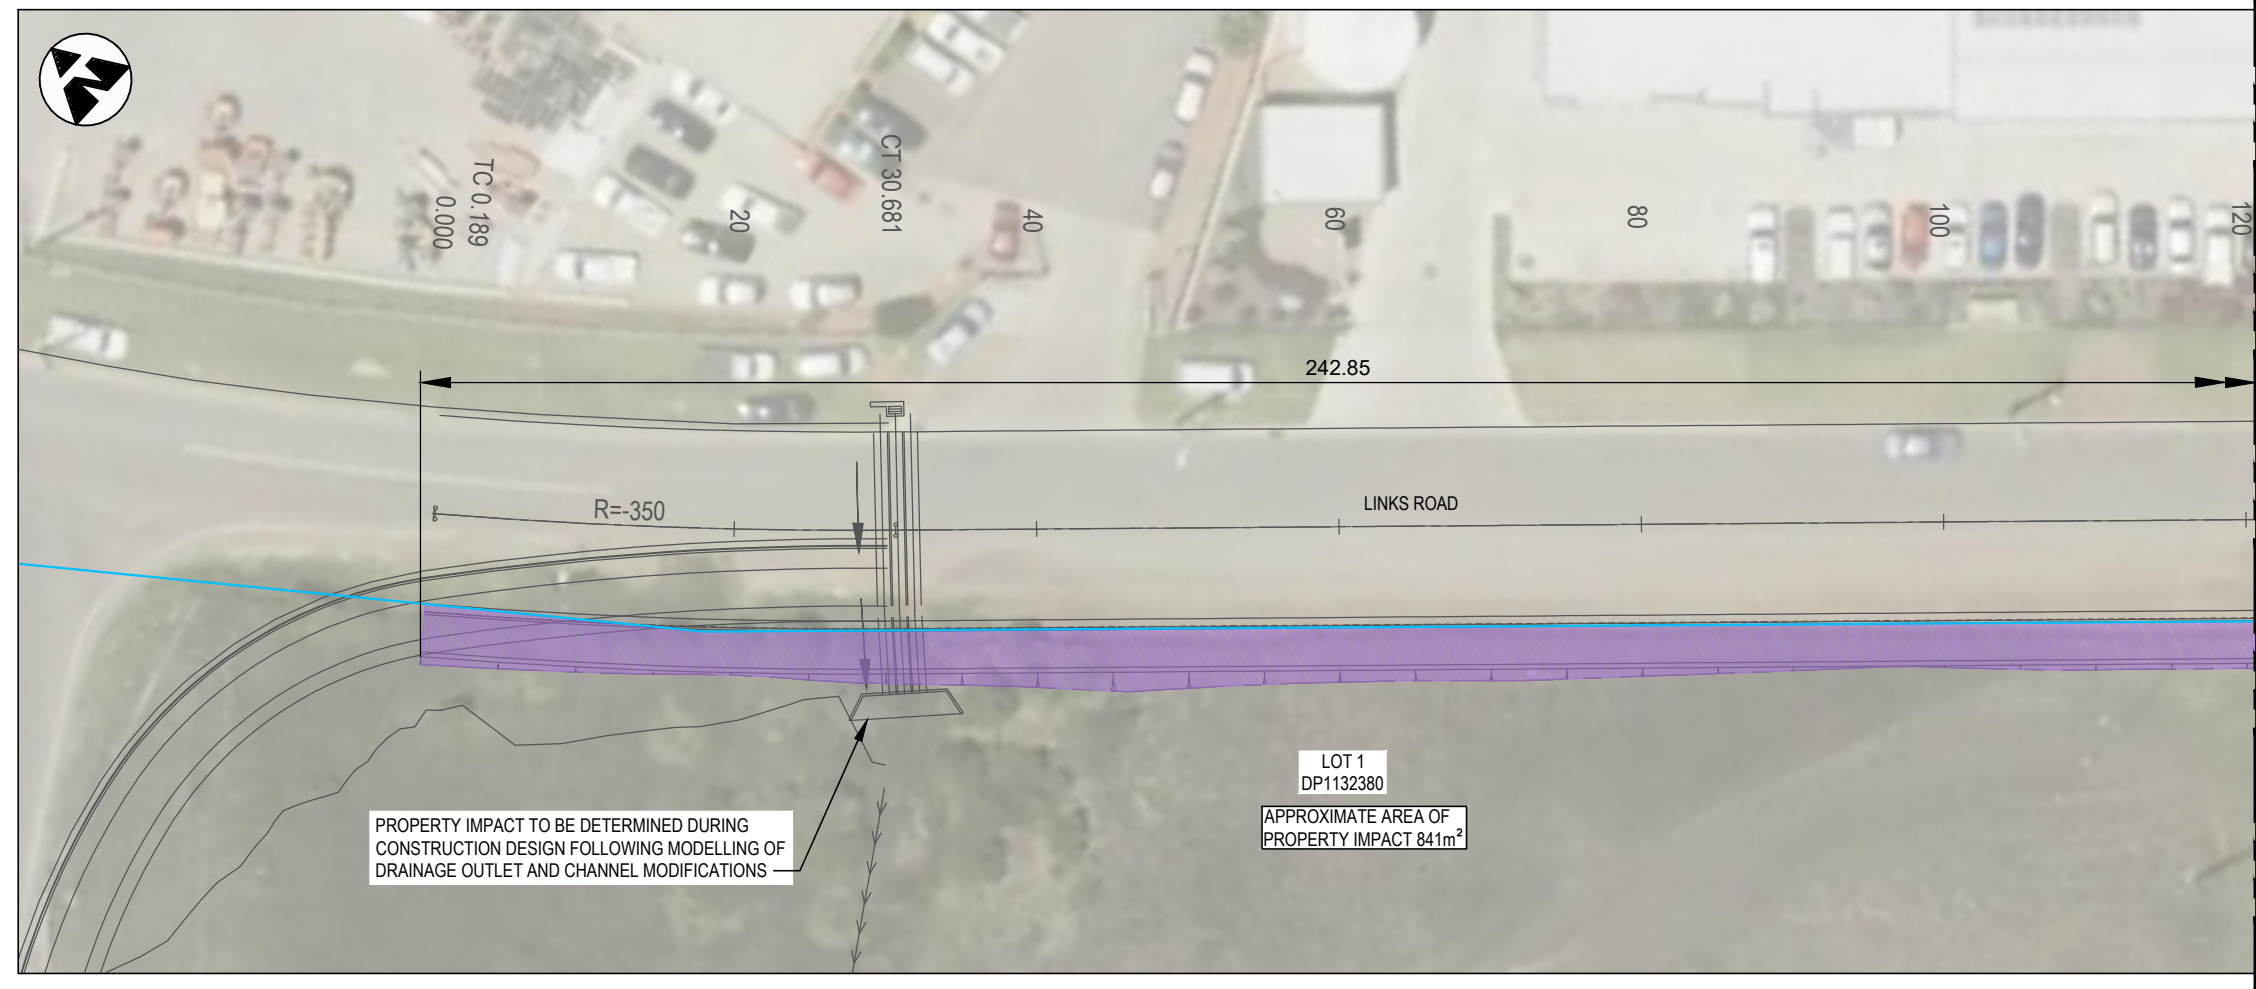 TC 0.189
0.000
20
CT 30.681
40
60
80
100
120
242.85
R=-350
LINKS ROAD
LOT 1
DP1132380
APPROXIMATE AREA OF
PROPERTY IMPACT 841m²
PROPERTY IMPACT TO BE DETERMINED DURING
CONSTRUCTION DESIGN FOLLOWING MODELLING OF
DRAINAGE OUTLET AND CHANNEL MODIFICATIONS